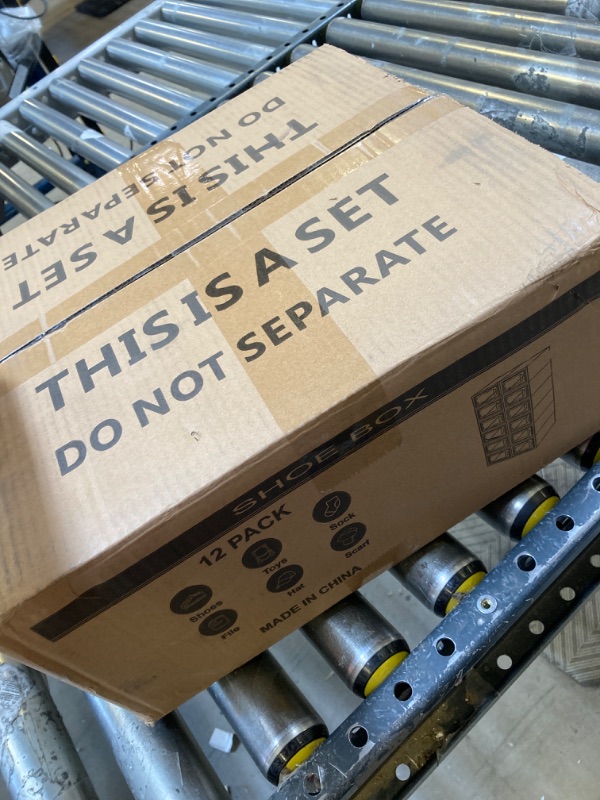 DO NOT SEPARATE
THIS IS A SET
THIS IS A SET
DO NOT SEPARATE
SHOE BOX
12 PACK
Shoes
Toys
Sock
File
Hat
Scarf
MADE IN CHINA